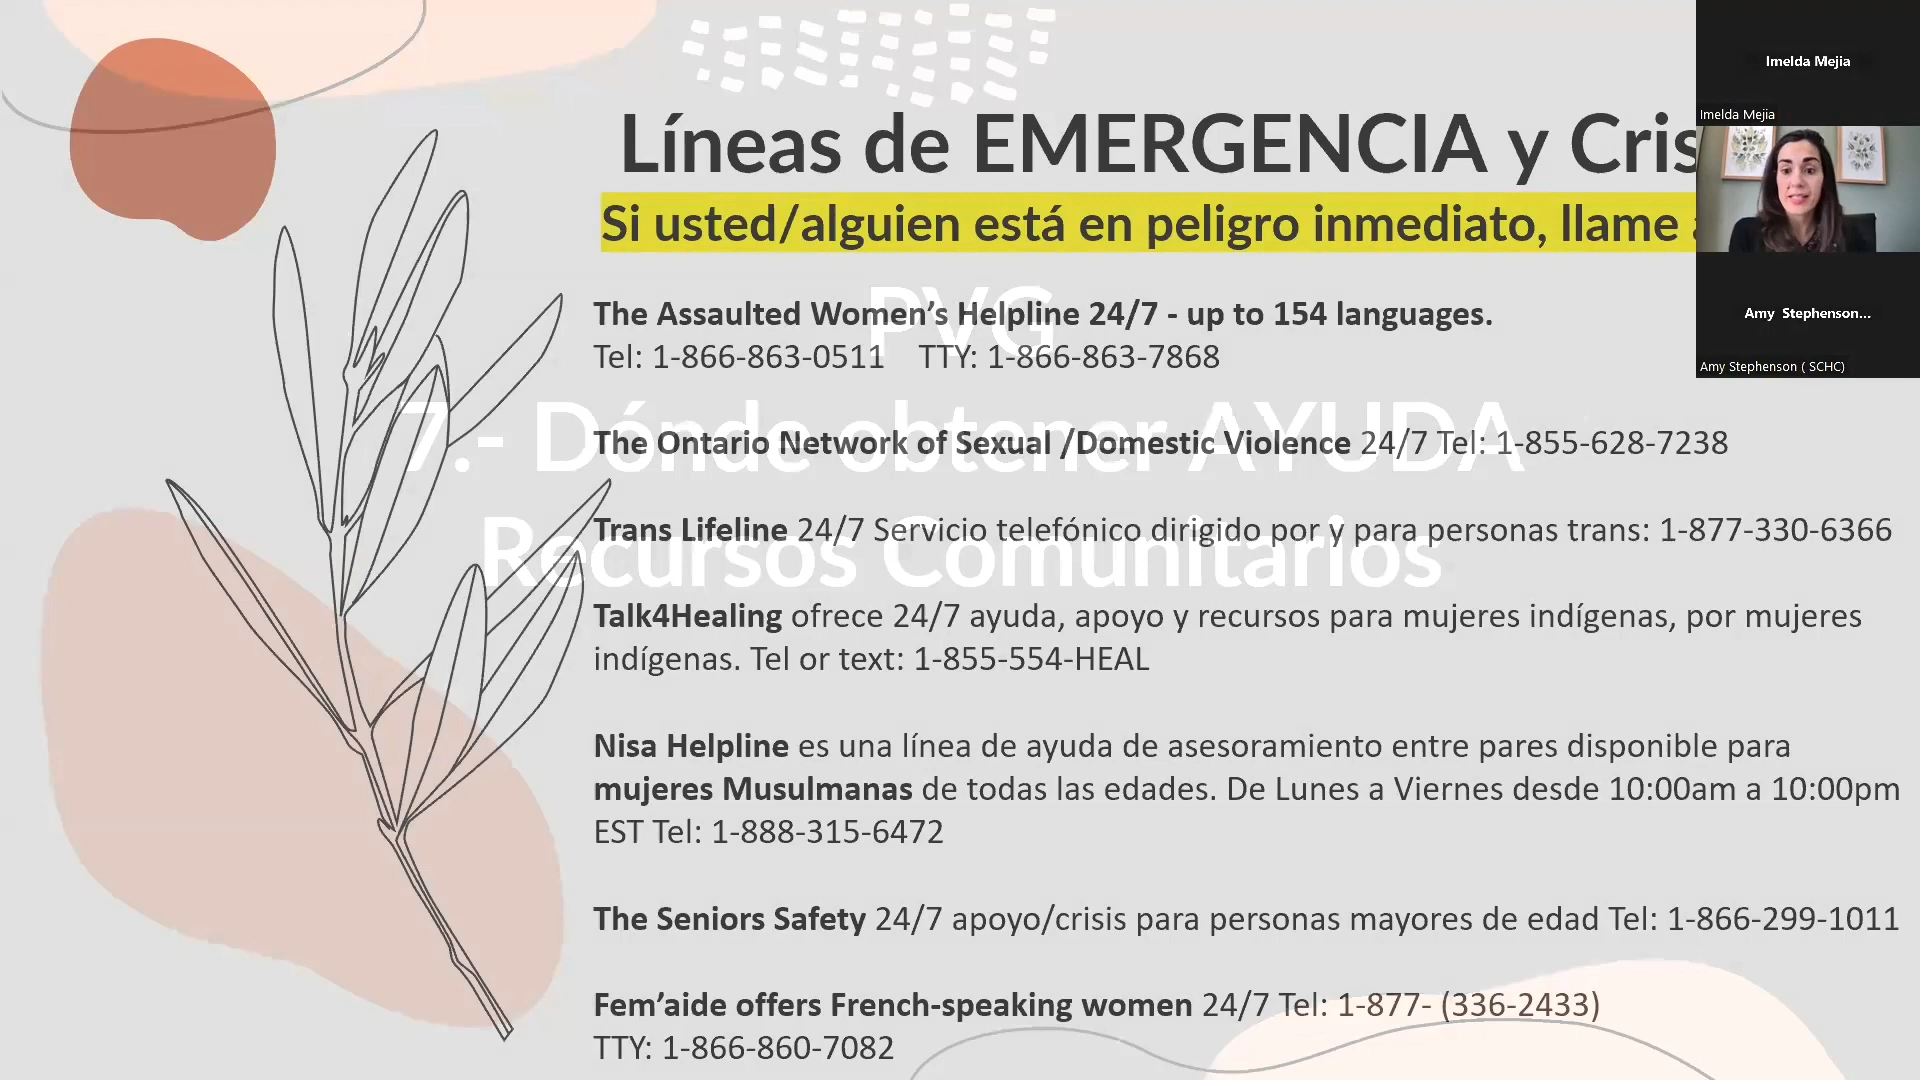 Líneas de EMERGENCIA y Cris
Si usted/alguien está en peligro inmediato, llame
The Assaulted Women’s Helpline 24/7 - up to 154 languages.
Tel: 1-866-863-0511 TTY: 1-866-863-7868
The Ontario Network of Sexual /Domestic Violence 24/7 Tel: 1-855-628-7238
Trans Lifeline 24/7 Servicio telefónico dirigido por y para personas trans: 1-877-330-6366
Talk4Healing ofrece 24/7 ayuda, apoyo y recursos para mujeres indígenas, por mujeres
indígenas. Tel or text: 1-855-554-HEAL
Nisa Helpline es una línea de ayuda de asesoramiento entre pares disponible para
mujeres Musulmanas de todas las edades. De Lunes a Viernes desde 10:00am a 10:00pm
EST Tel: 1-888-315-6472
The Seniors Safety 24/7 apoyo/crisis para personas mayores de edad Tel: 1-866-299-1011
Fem’aide offers French-speaking women 24/7 Tel: 1-877- (336-2433)
TTY: 1-866-860-7082
PVG
7.- Dónde obtener AYUDA
Recursos Comunitarios
Imelda Mejia
Imelda Mejia
Amy Stephenson...
Amy Stephenson ( SCHC)